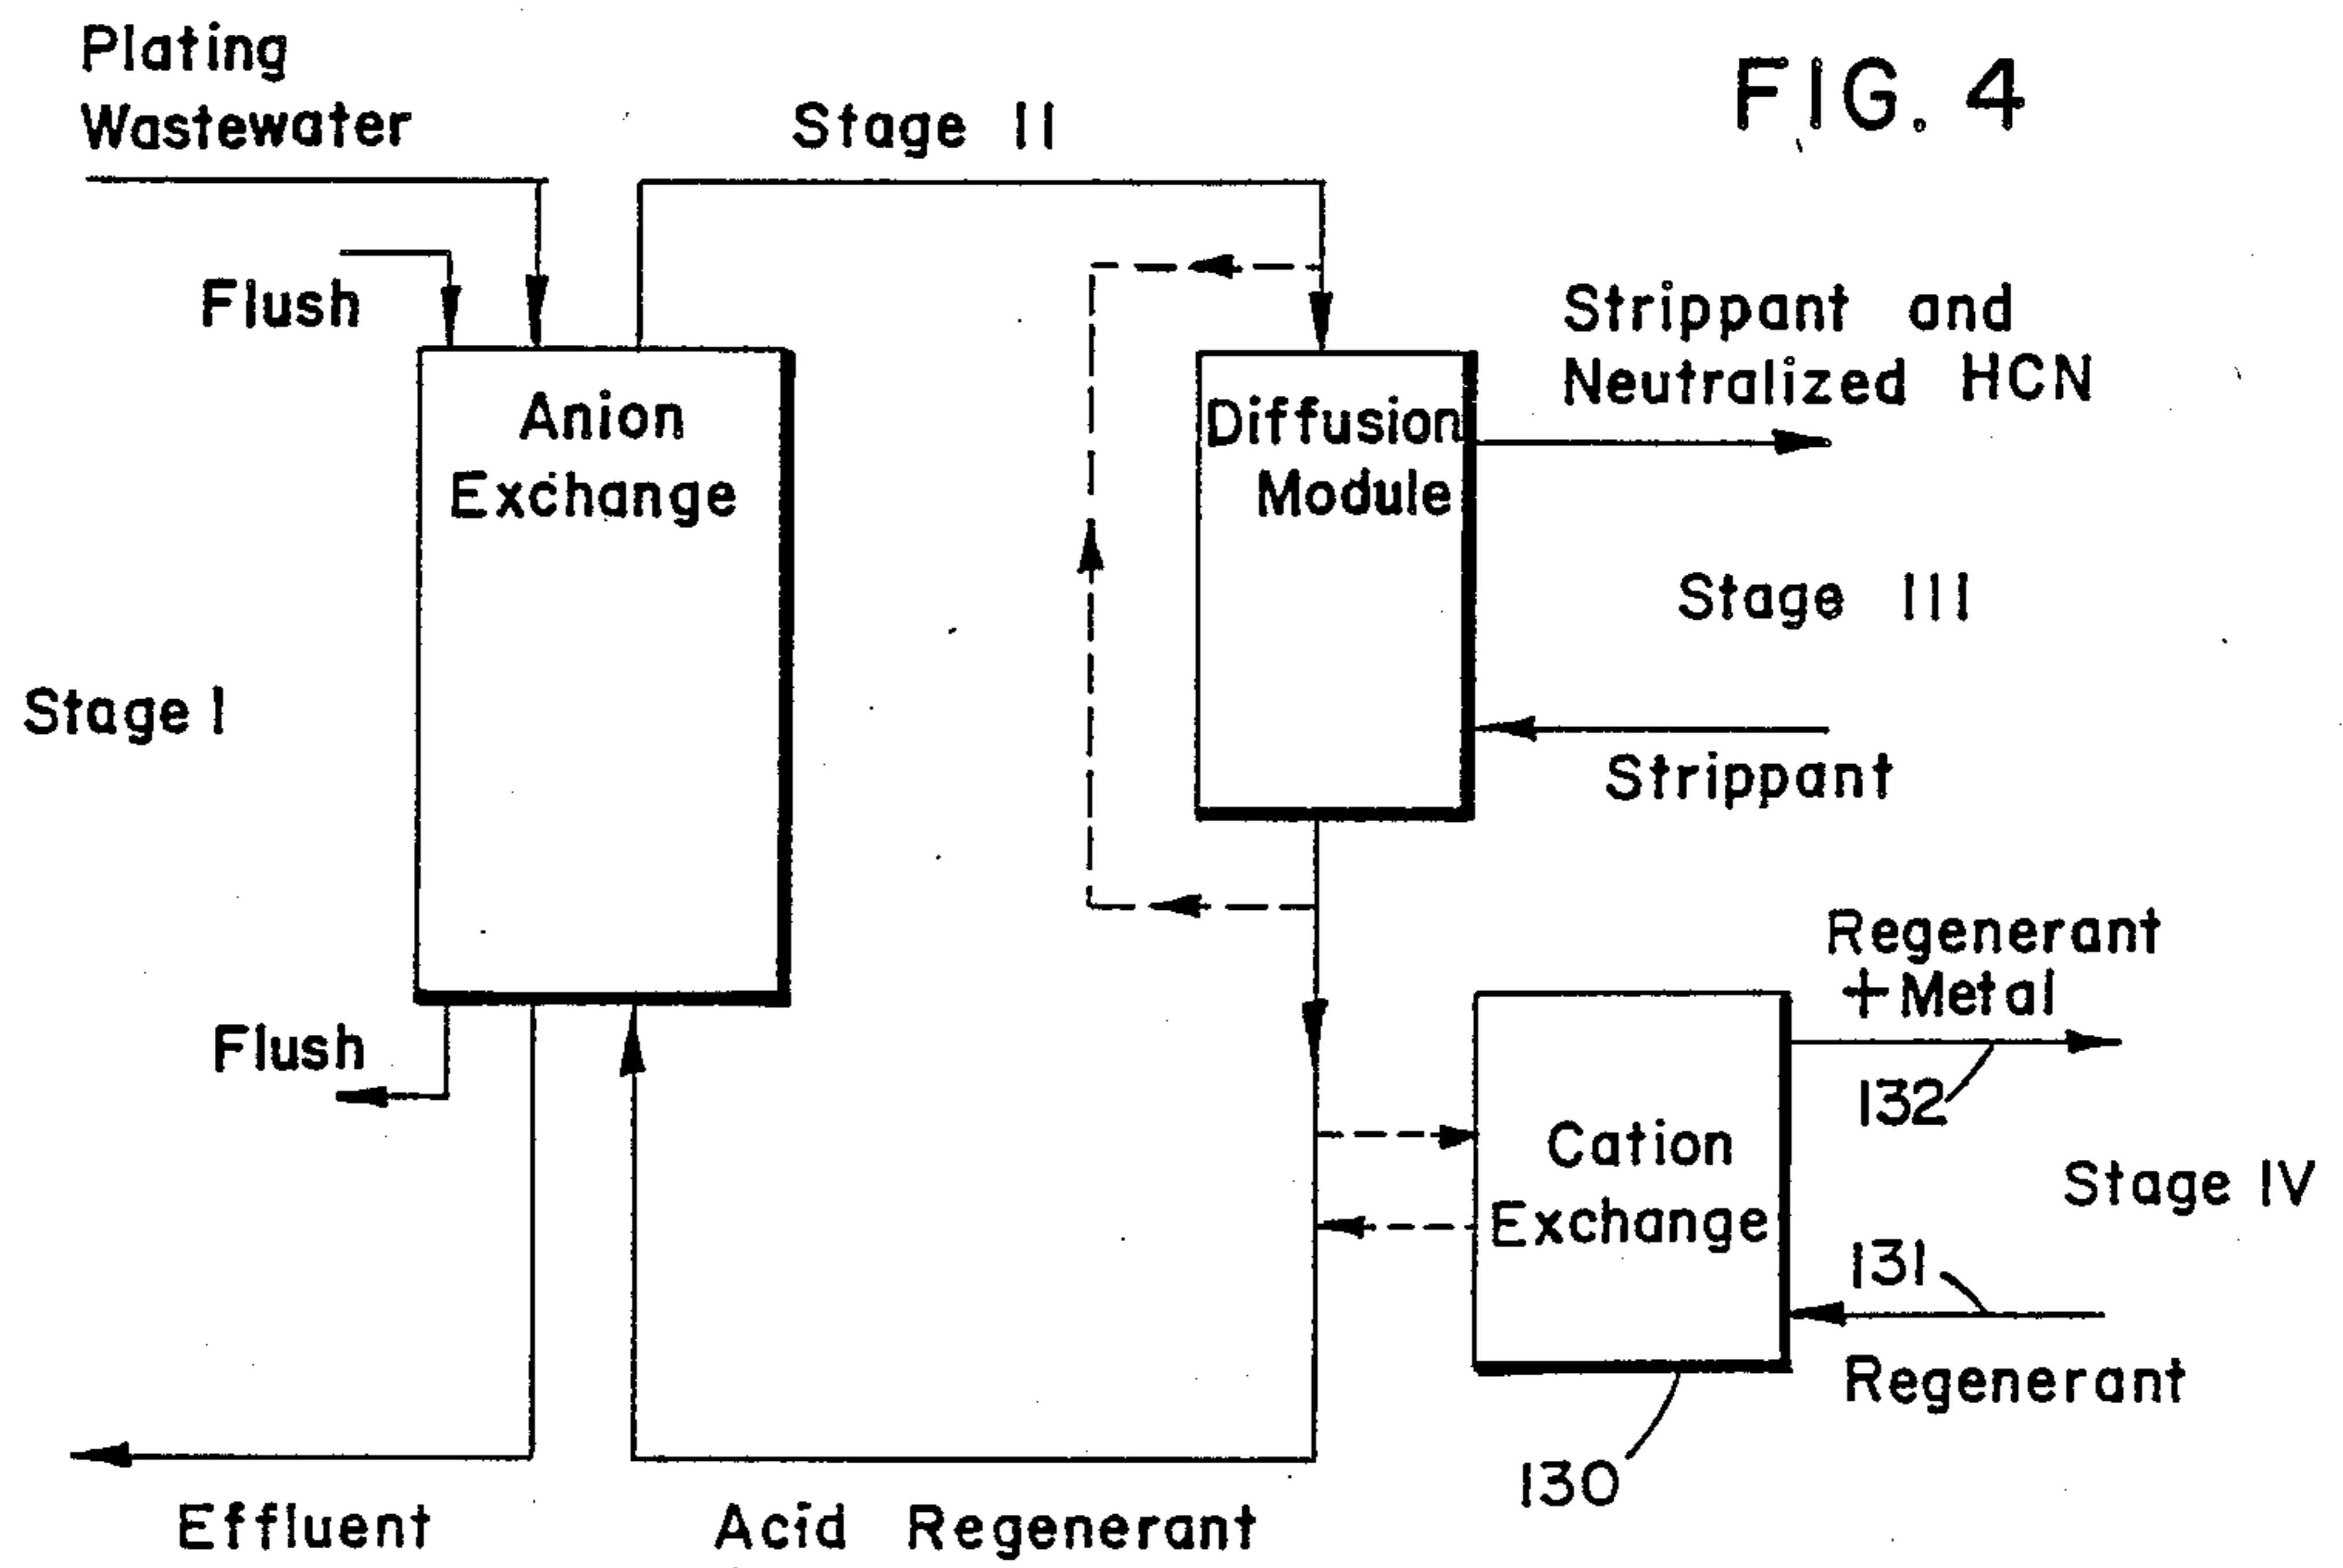 Plating
Wastewater
Stage II
FIG. 4
Flush
Strippant and
Neutralized HCN
Anion
Exchange
Diffusion
Module
Stage III
Stage I
Strippant
Regenerant
+Metal
Flush
132
Cation
Exchange
Stage IV
131
Regenerant
130
Effluent
Acid Regenerant